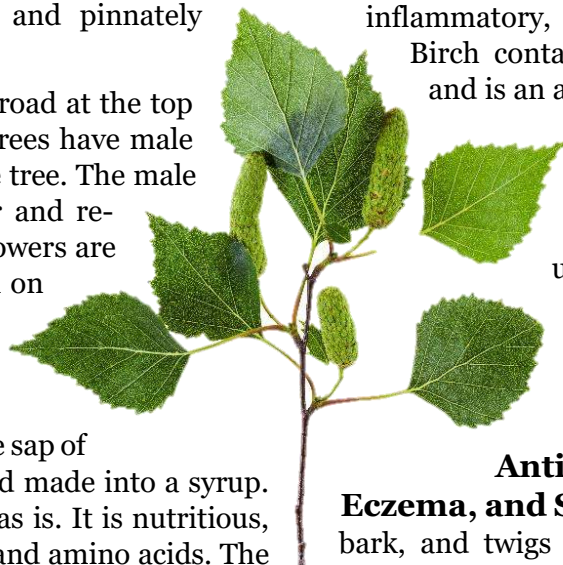 and pinnately
road at the top
rees have male
tree. The male
and re-
owers are
on
sap of
d made into a syrup.
as is. It is nutritious,
and amino acids. The
inflammatory,
Birch conta
and is an a
u
Anti
Eczema, and S
bark, and twigs